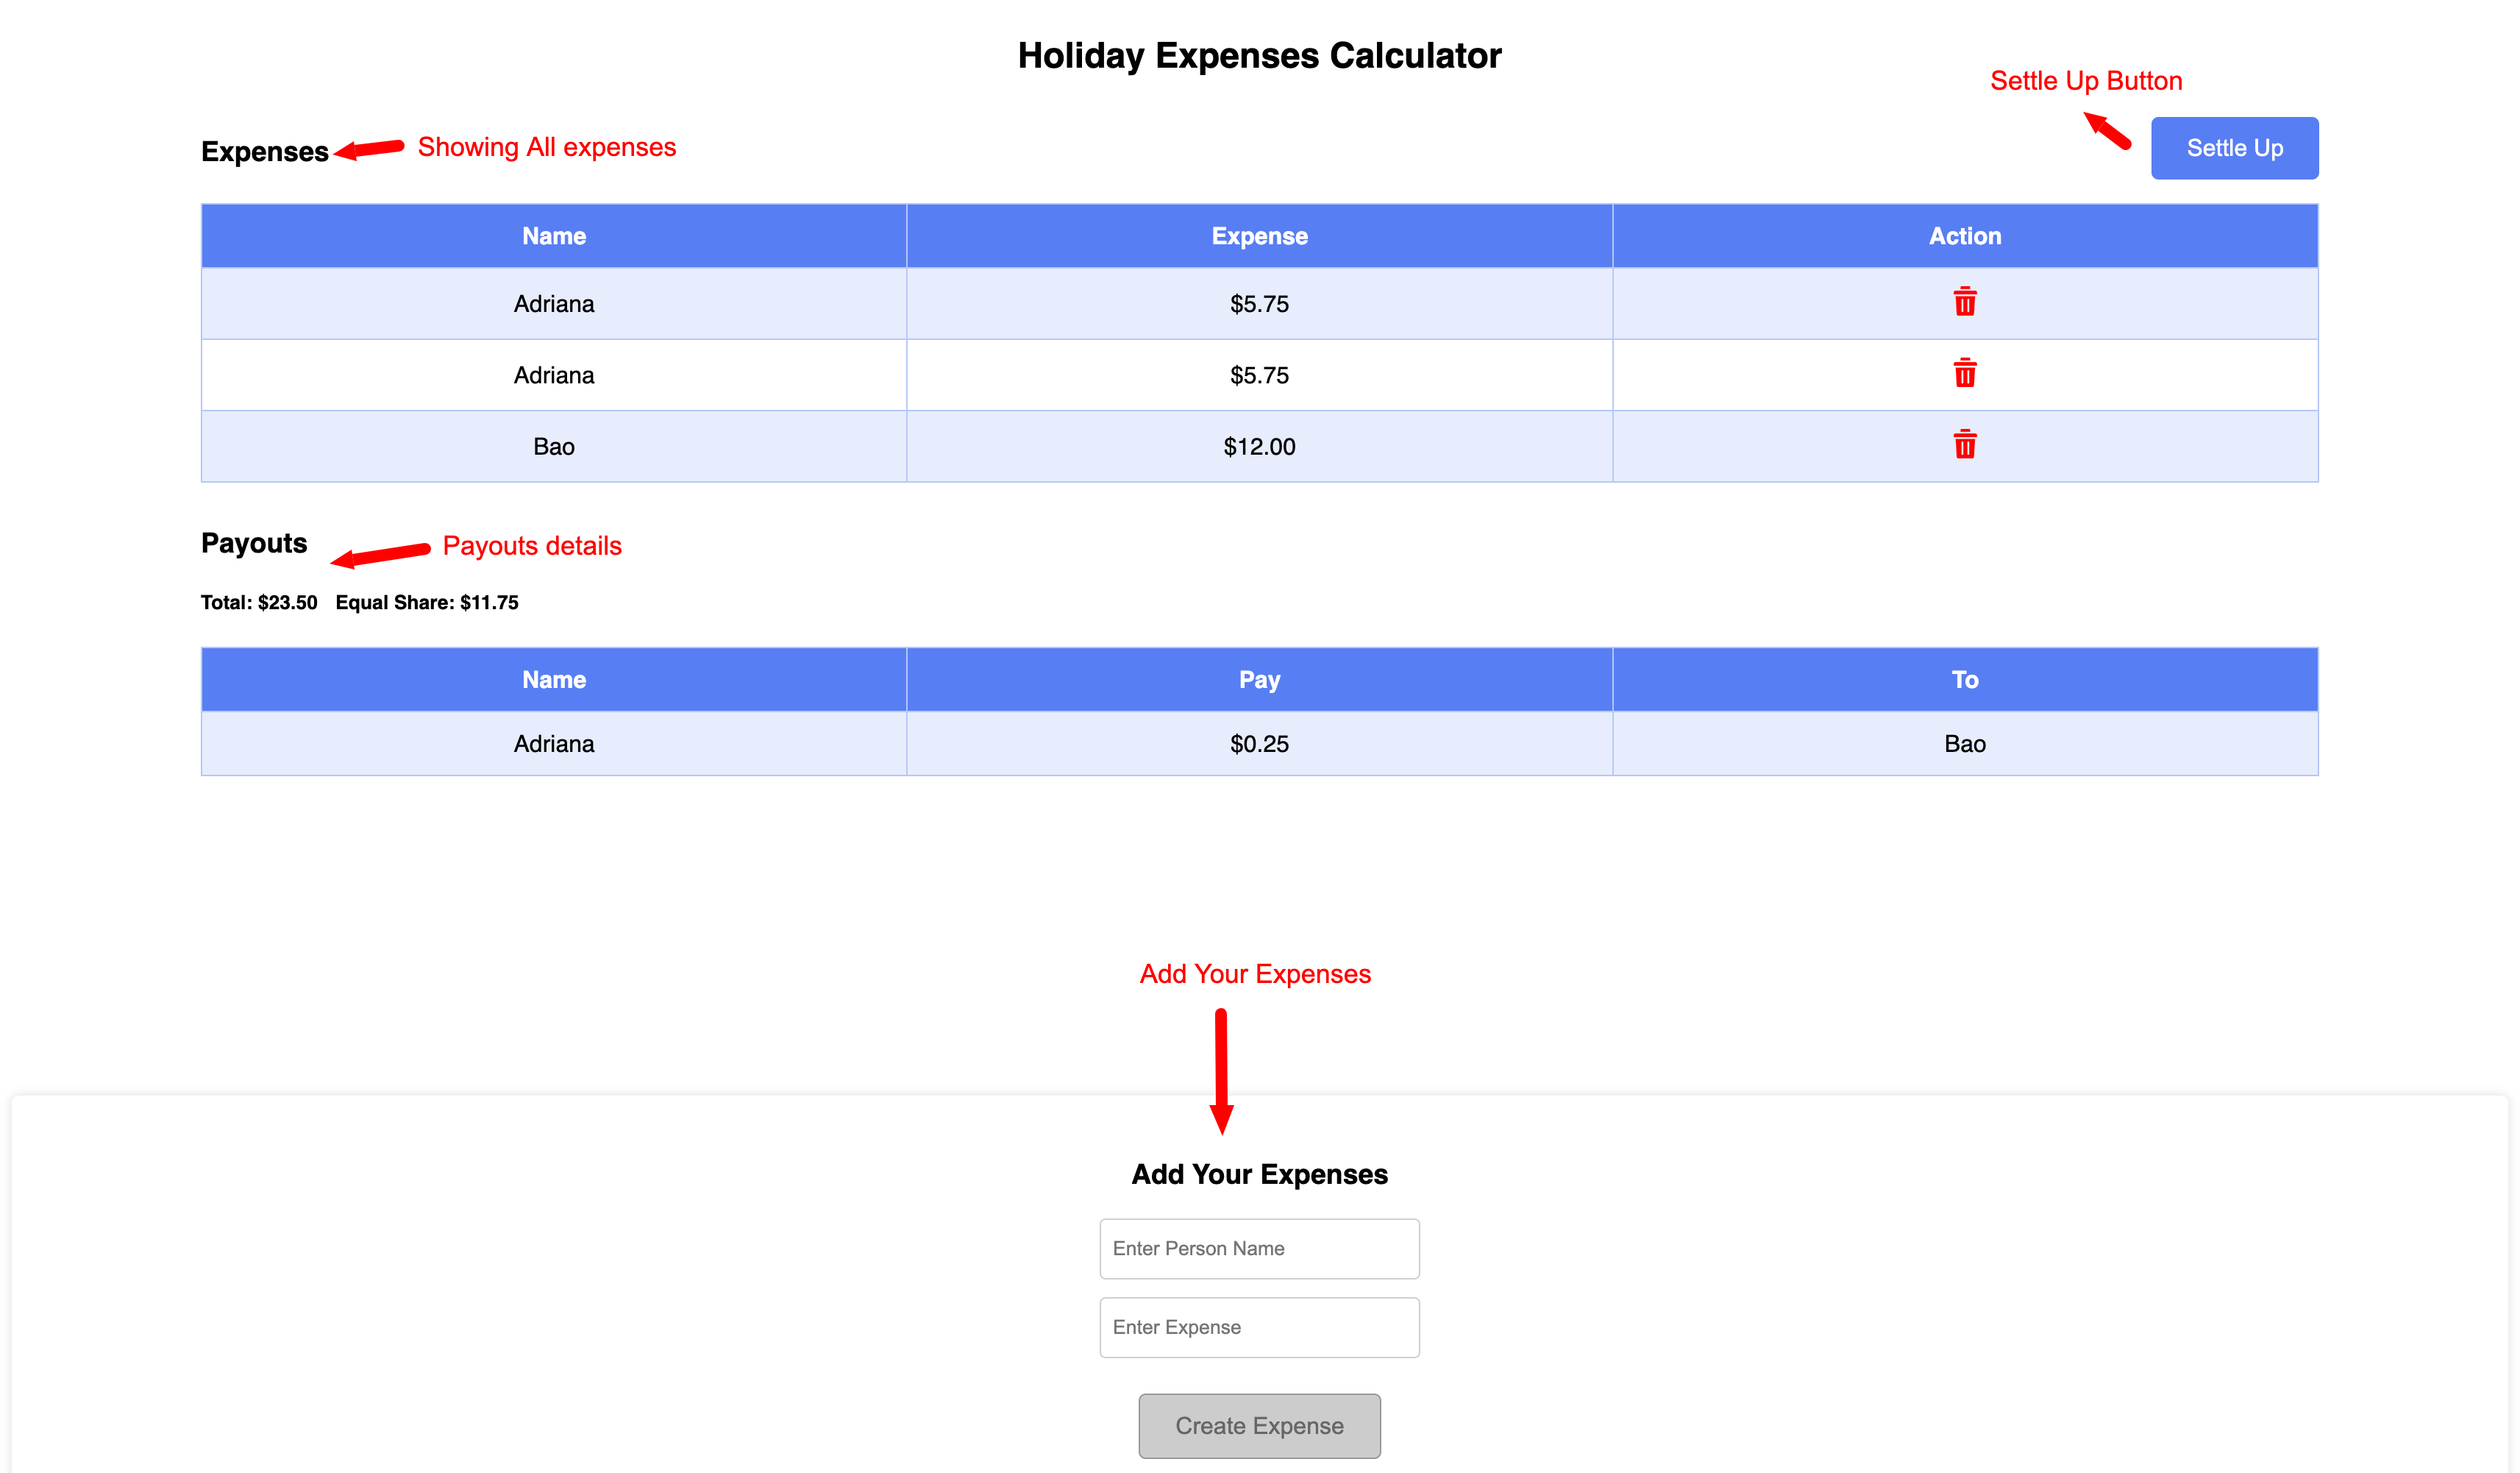 Holiday Expenses Calculator
Settle Up Button
Expenses
Showing All expenses
Settle Up
Name Expense Action
Adriana $5.75
Adriana $5.75
Bao $12.00
Payouts
Payouts details
Total: $23.50 Equal Share: $11.75
Name Pay To
Adriana $0.25 Bao
Add Your Expenses
Add Your Expenses
Enter Person Name
Enter Expense
Create Expense